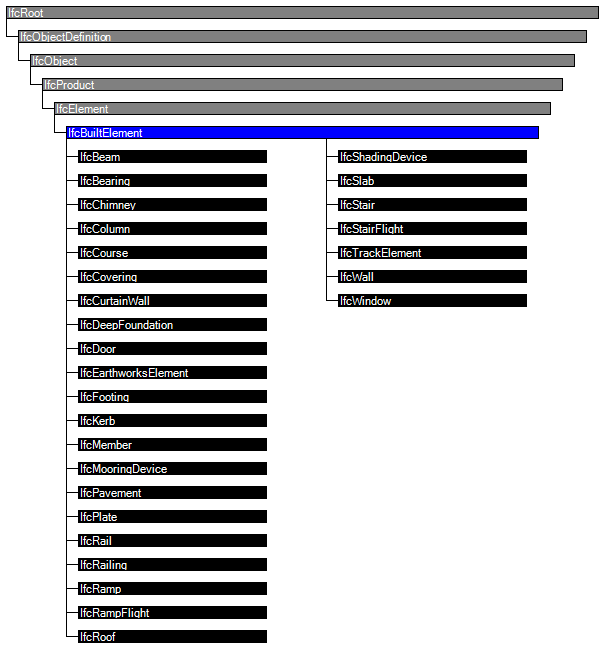 IfcRoot
IfcObjectDefinition
IfcObject
IfcProduct
IfcElement
IfcBuiltElement
IfcBeam
IfcBearing
IfcChimney
IfcColumn
IfcCourse
IfcCovering
IfcCurtainWall
IfcDeepFoundation
IfcDoor
IfcEarthworksElement
IfcFooting
IfcKerb
IfcMember
IfcMooringDevice
IfcPavement
IfcPlate
IfcRail
IfcRailing
IfcRamp
IfcRampFlight
IfcRoof
IfcShadingDevice
IfcSlab
IfcStair
IfcStairFlight
IfcTrackElement
IfcWall
IfcWindow